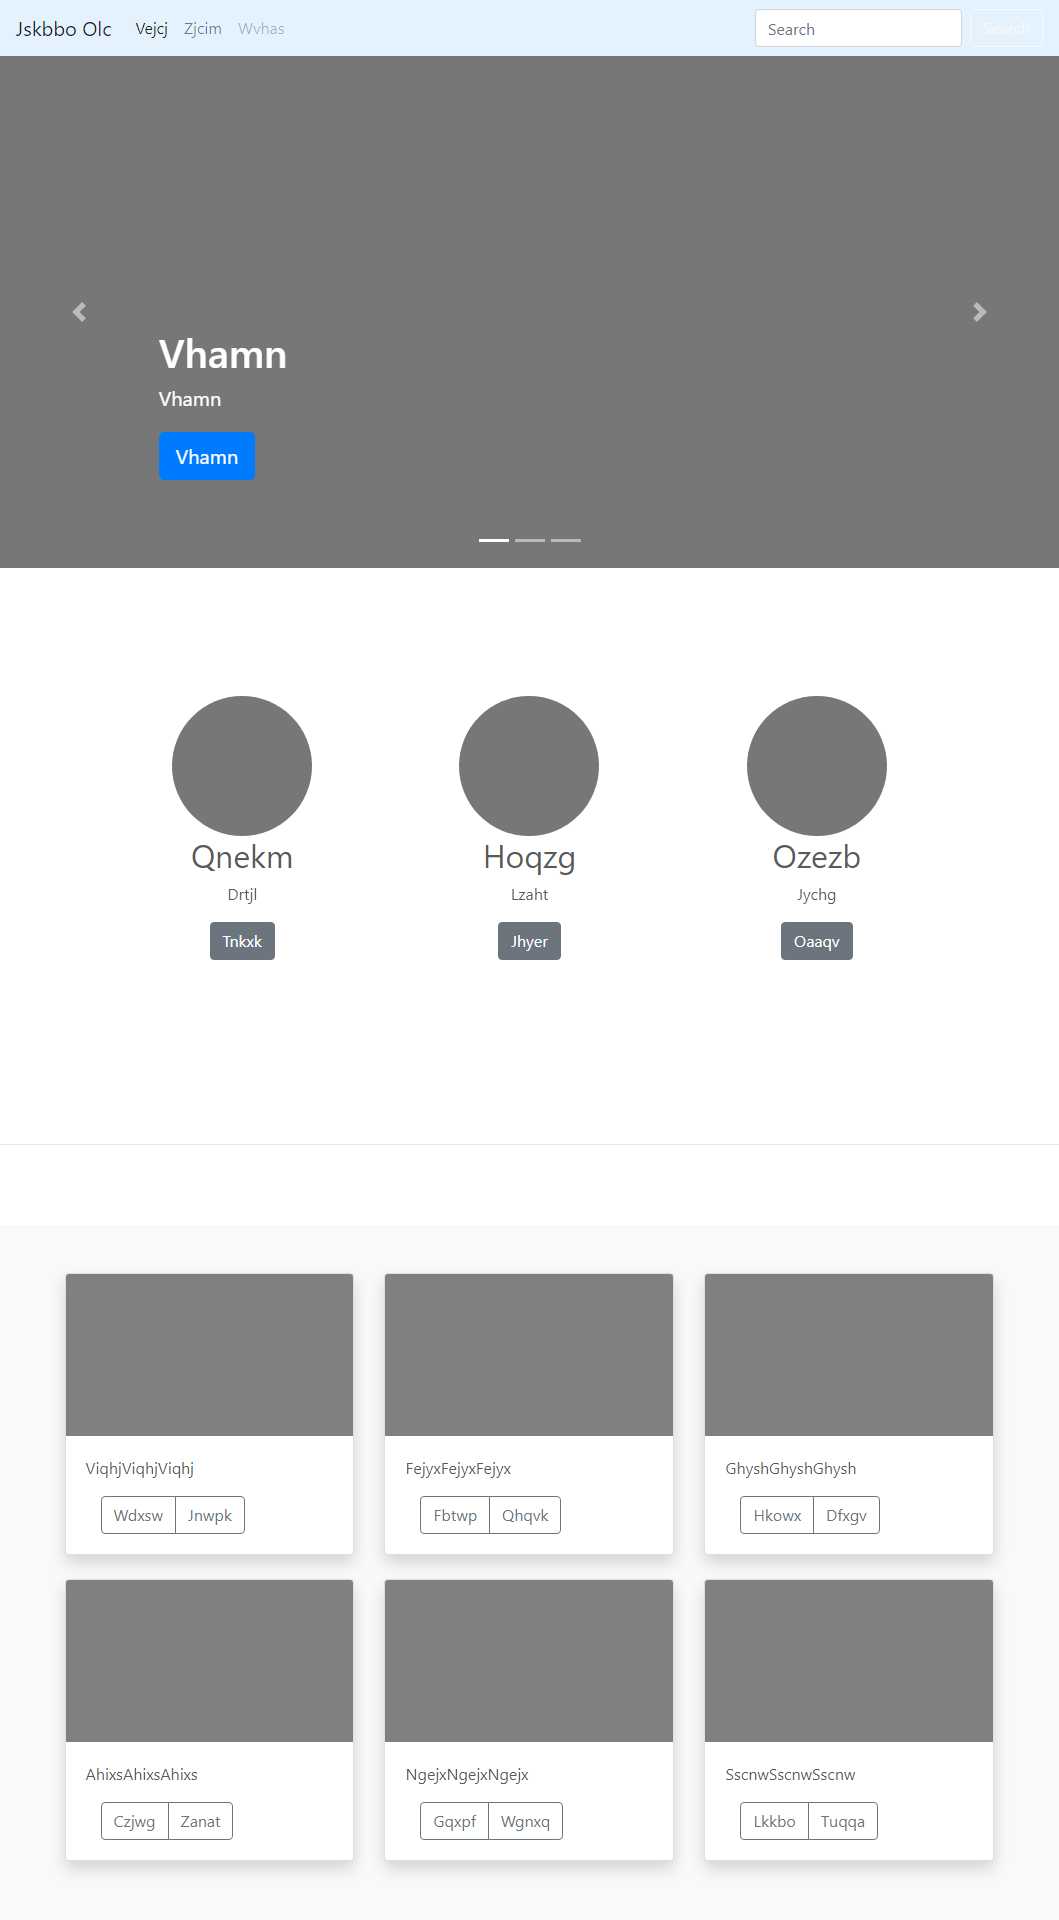 Jskbbo Olc Vejcj Zjcim Wvhas Search Search
Vhamn
Vhamn
Vhamn
Qnekm Hoqzg Ozezb
Drtjl Lzaht Jychg
Tnkxk Jhyer Oaaqv
ViqhjViqhjViqhj FejyxFejyxFejyx GhyshGhyshGhysh
Wdxsw Jnwpk Fbtwp Qhqvk Hkowx Dfxgv
AhixsAhixsAhixs NgejxNgejxNgejx SscnwSscnwSscnw
Czjwg Zanat Gqxpf Wgnxq Lkkbo Tuqqa